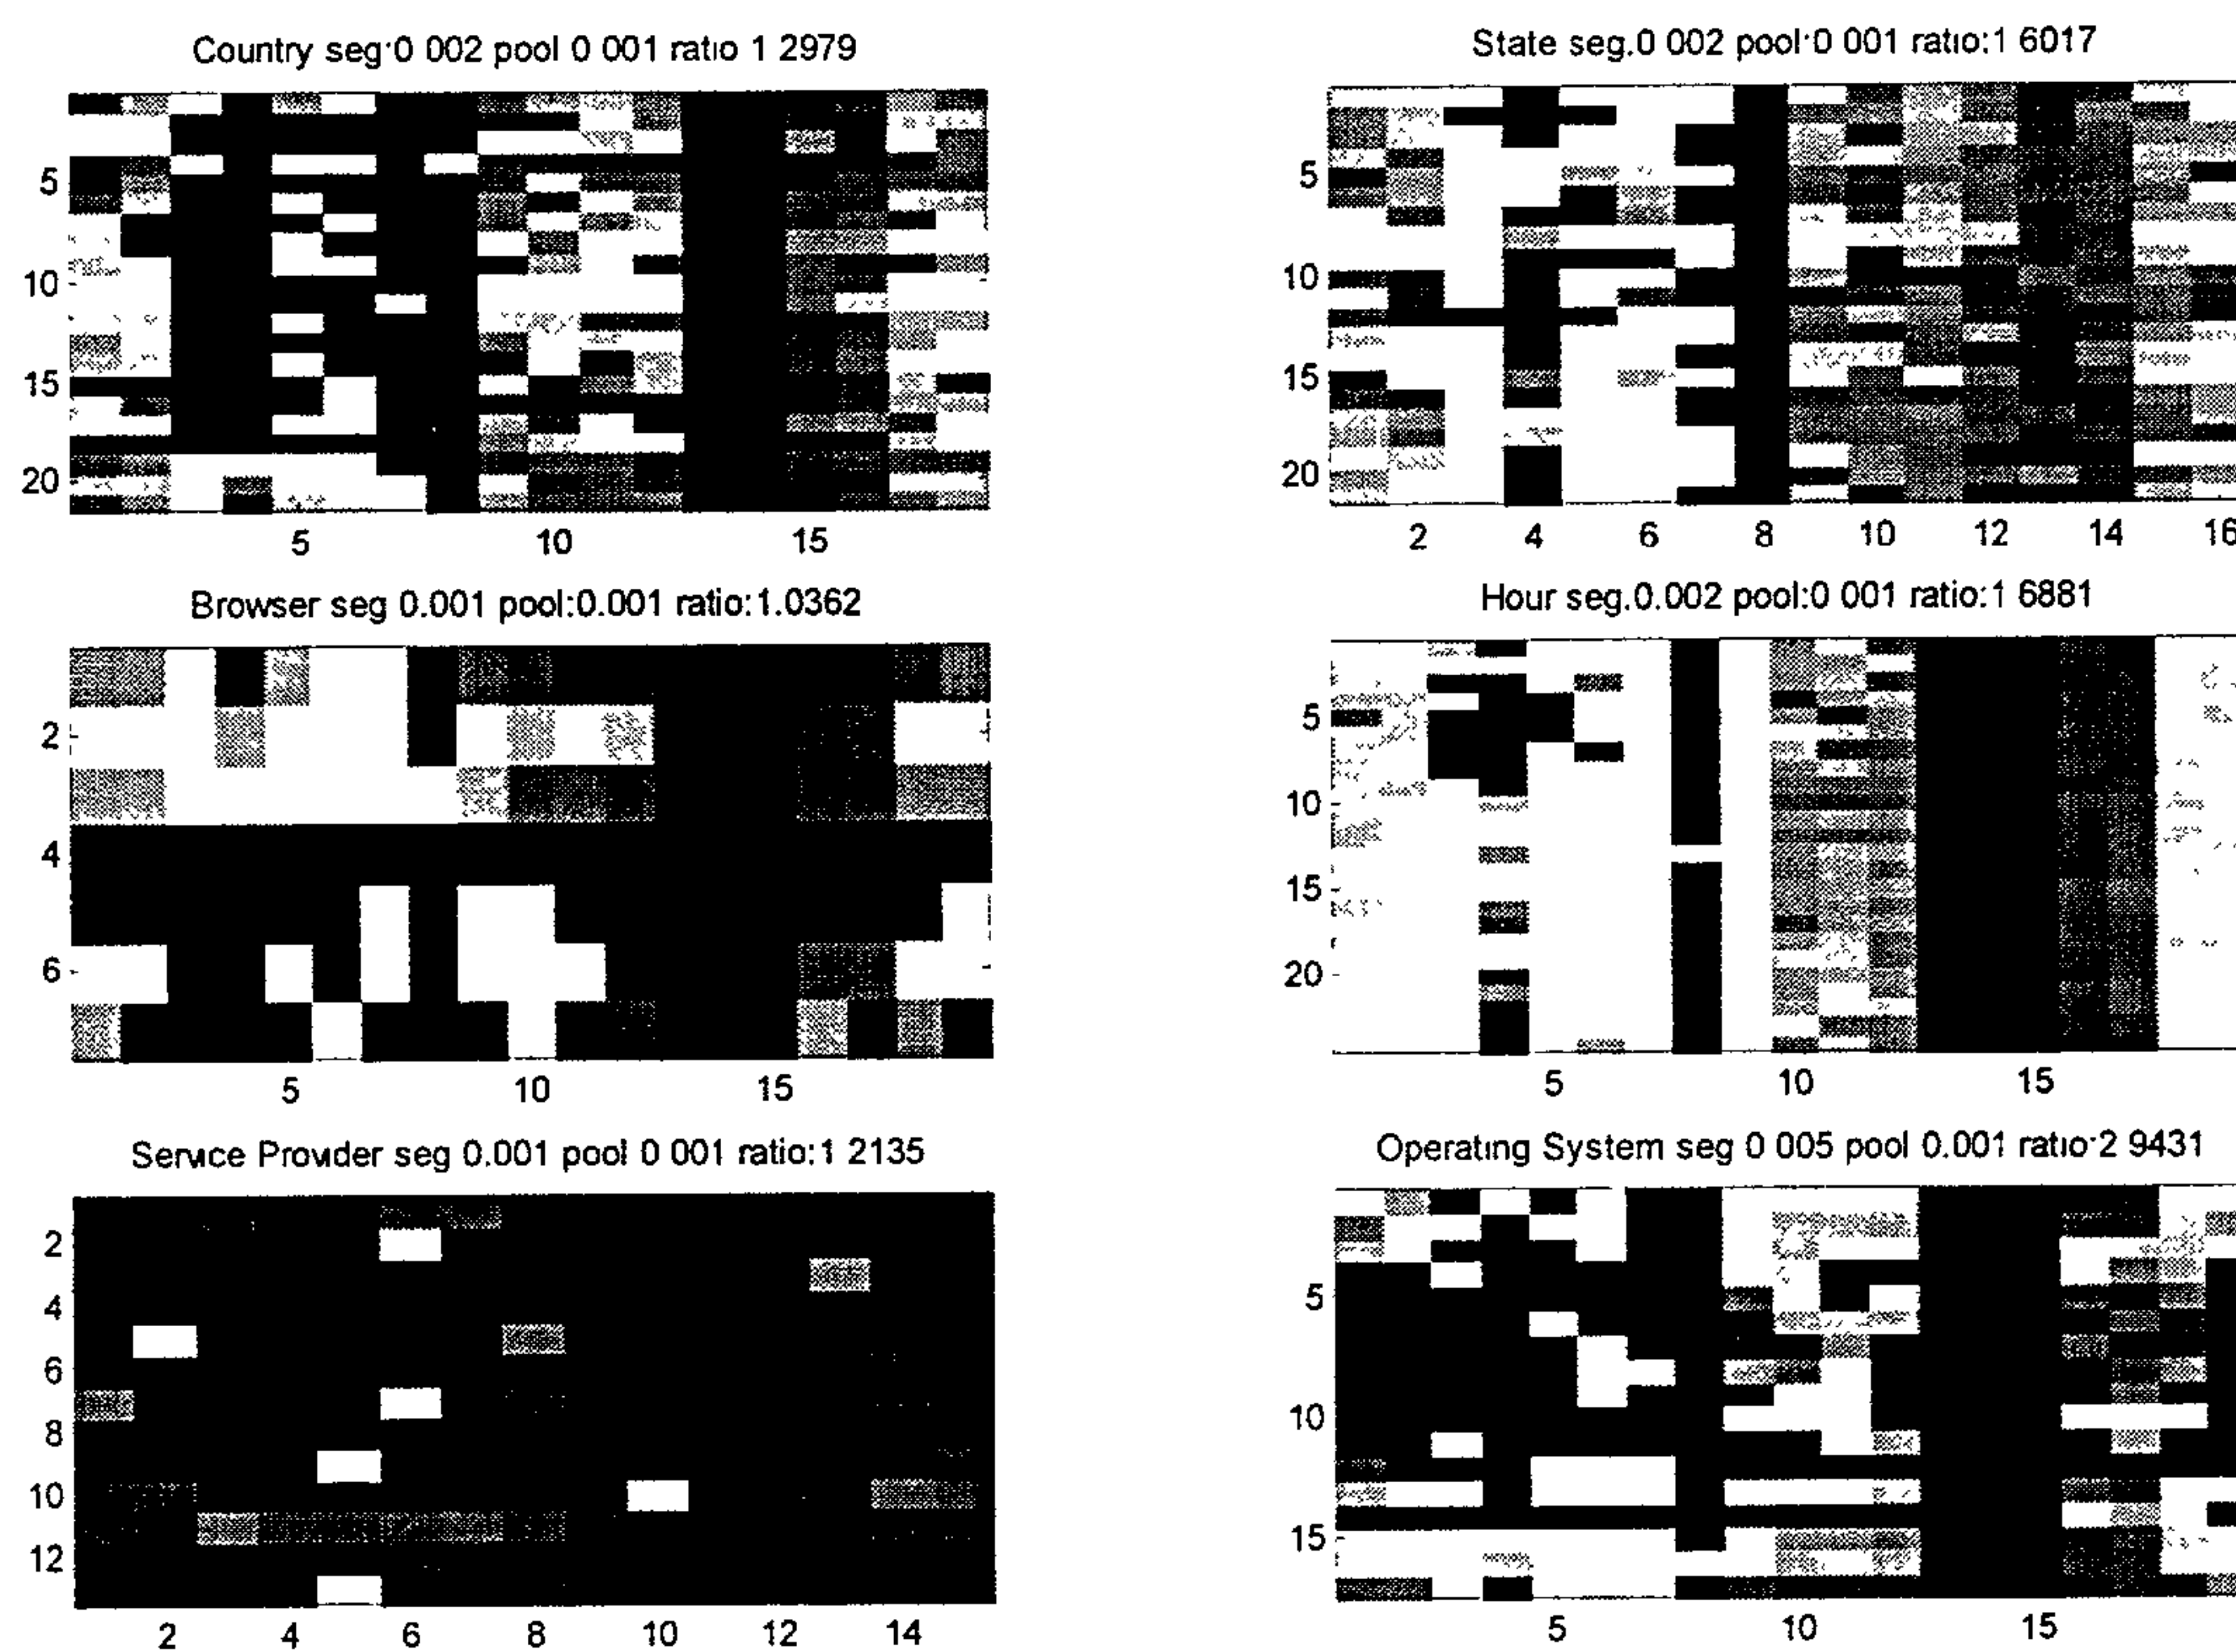 Country seg:0 002 pool 0 001 ratio 1 2979
5
10
15
20
5 10 15
State seg.0 002 pool:0 001 ratio:1 6017
5
10
15
20
2 4 6 8 10 12 14 16
Browser seg 0.001 pool:0.001 ratio:1.0362
2
4
6
5 10 15
Hour seg.0.002 pool:0 001 ratio:1 6881
5
10
15
20
5 10 15
Service Provider seg 0.001 pool 0 001 ratio:1 2135
2
4
6
8
10
12
2 4 6 8 10 12 14
Operating System seg 0 005 pool 0.001 ratio:2 9431
5
10
15
5 10 15